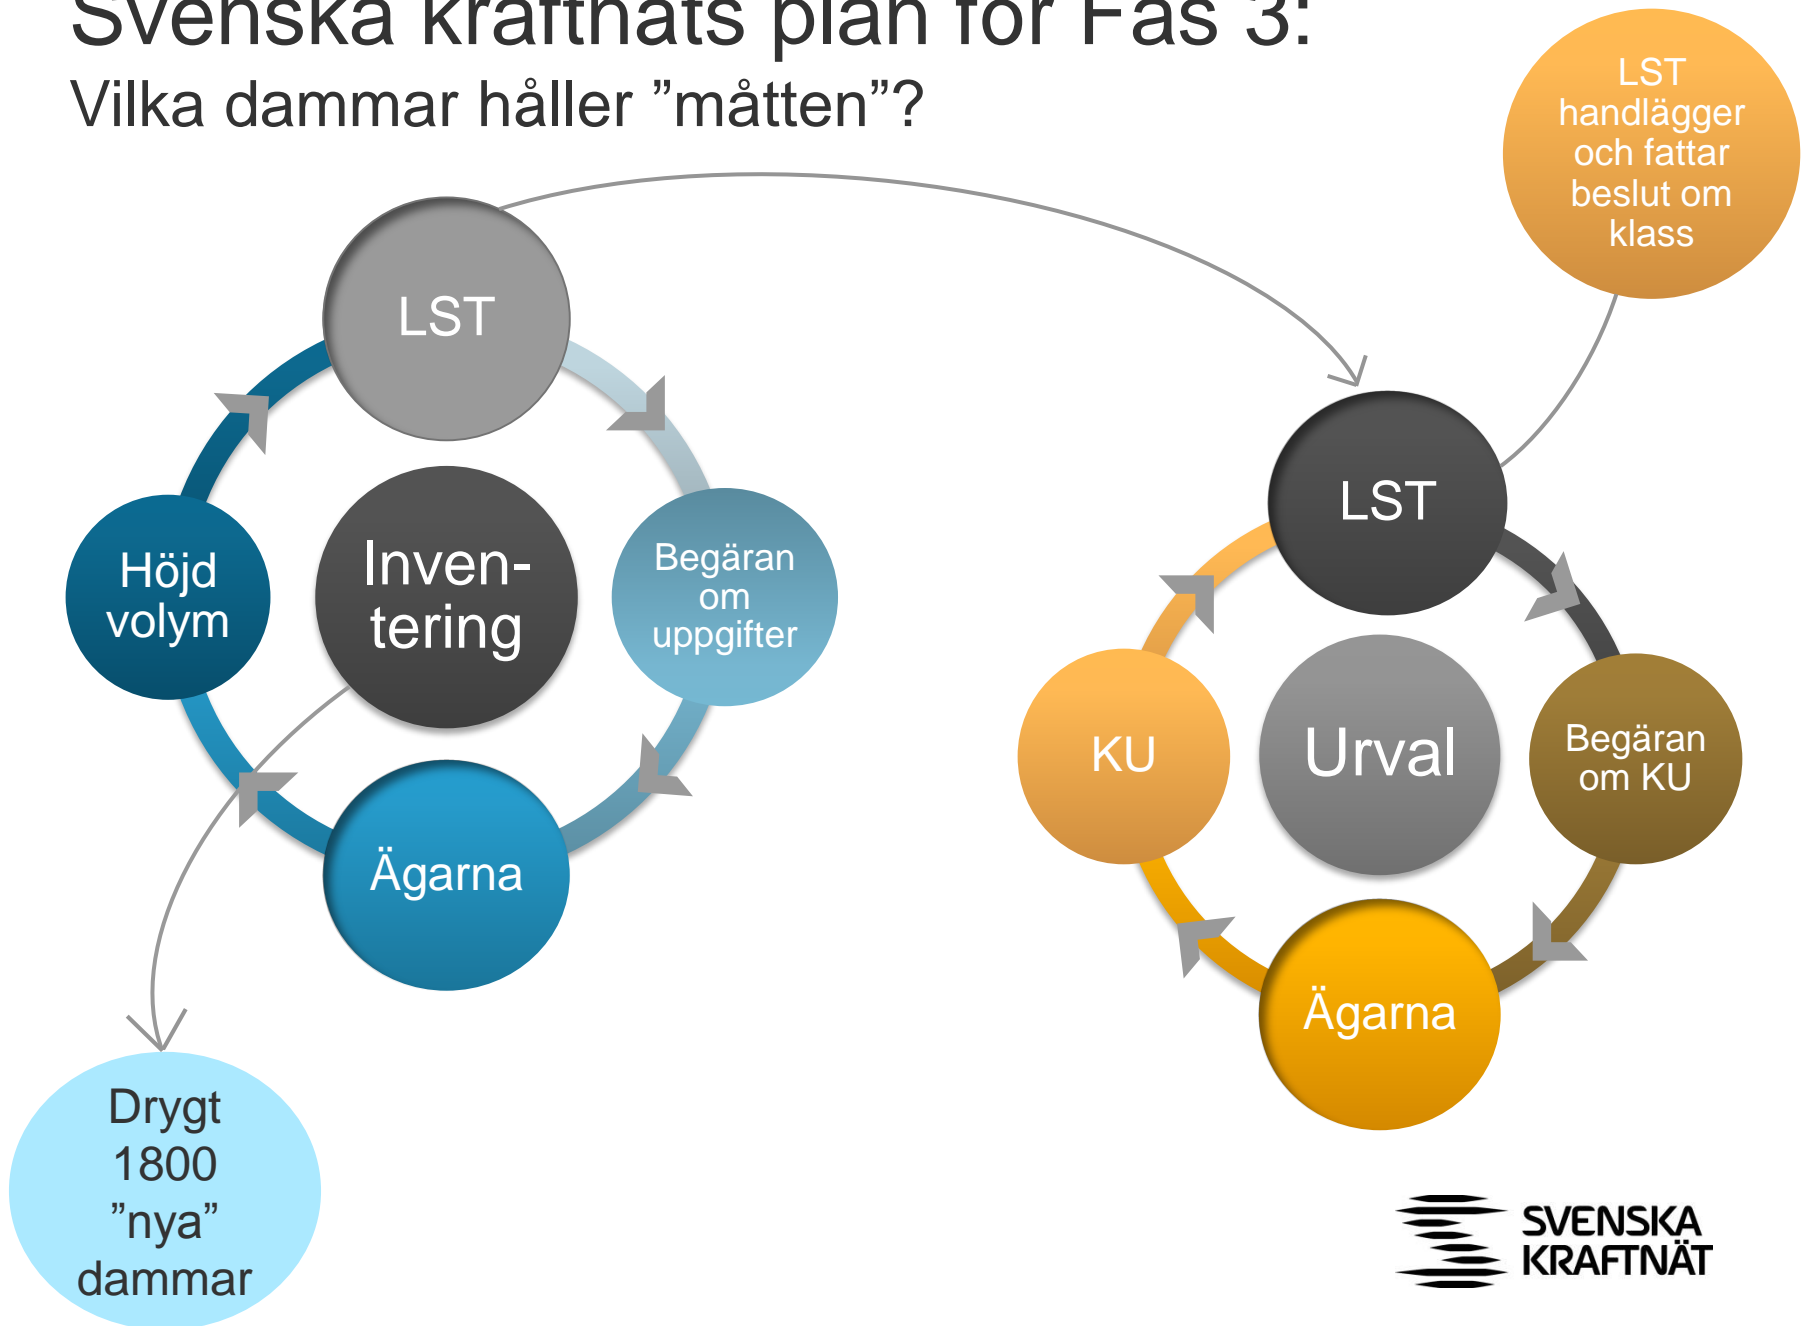 Svenska kraftnäts plan för Fas 3:
Vilka dammar håller ”måtten”?
LST
handlägger
och fattar
beslut om
klass
LST
Höjd
volym
Inven-
tering
Begäran
om
uppgifter
Ägarna
Drygt
1800
”nya”
dammar
LST
KU
Urval
Begäran
om KU
Ägarna
SVENSKA
KRAFTNÄT